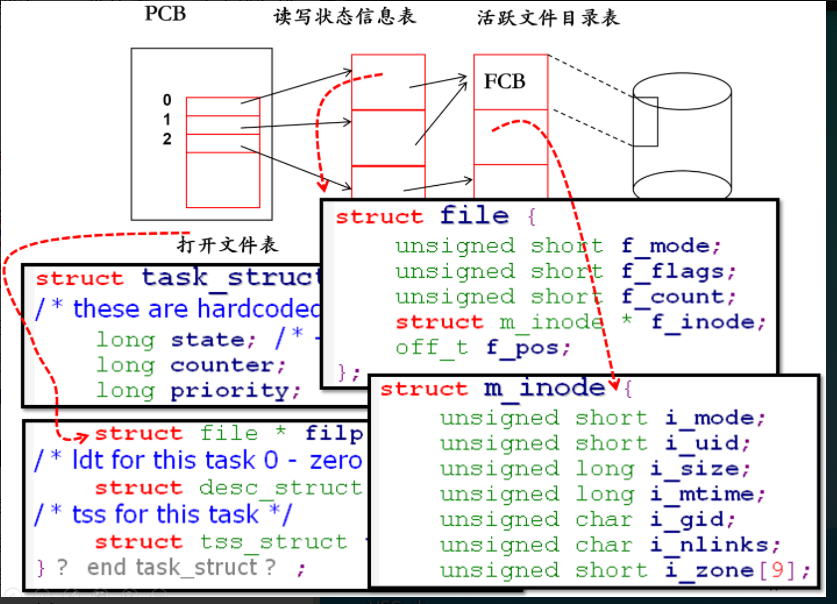 PCB
读写状态信息表
活跃文件目录表
0
1
2
FCB
打开文件表
struct task_struct
/* these are hardcoded
long state; /* -
long counter;
long priority;
struct file * filp
/* ldt for this task 0 - zero
struct desc_struct
/* tss for this task */
struct tss_struct
} ? end task_struct ? ;
struct file {
unsigned short f_mode;
unsigned short f_flags;
unsigned short f_count;
struct m_inode * f_inode;
off_t f_pos;
};
struct m_inode {
unsigned short i_mode;
unsigned short i_uid;
unsigned long i_size;
unsigned long i_mtime;
unsigned char i_gid;
unsigned char i_nlinks;
unsigned short i_zone[9];